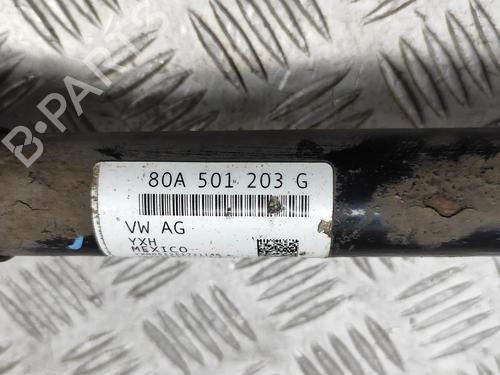 B-PARTS
80A 501 203 G
VW AG
YXH
MEXICO